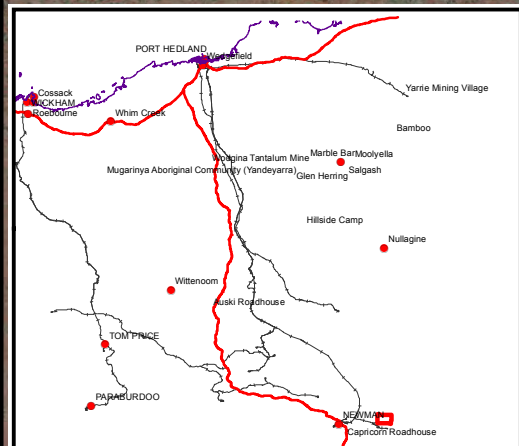 PORT HEDLAND
Wedgefield
Yarrie Mining Village
Cossack
WICKHAM
Roebourne
Whim Creek
Bamboo
Wodgina Tantalum Mine
Marble Bar
Moolyella
Mugarinya Aboriginal Community (Yandeyarra)
Salgash
Glen Herring
Hillside Camp
Nullagine
Wittenoom
Auski Roadhouse
TOM PRICE
PARABURDOO
NEWMAN
Capricorn Roadhouse